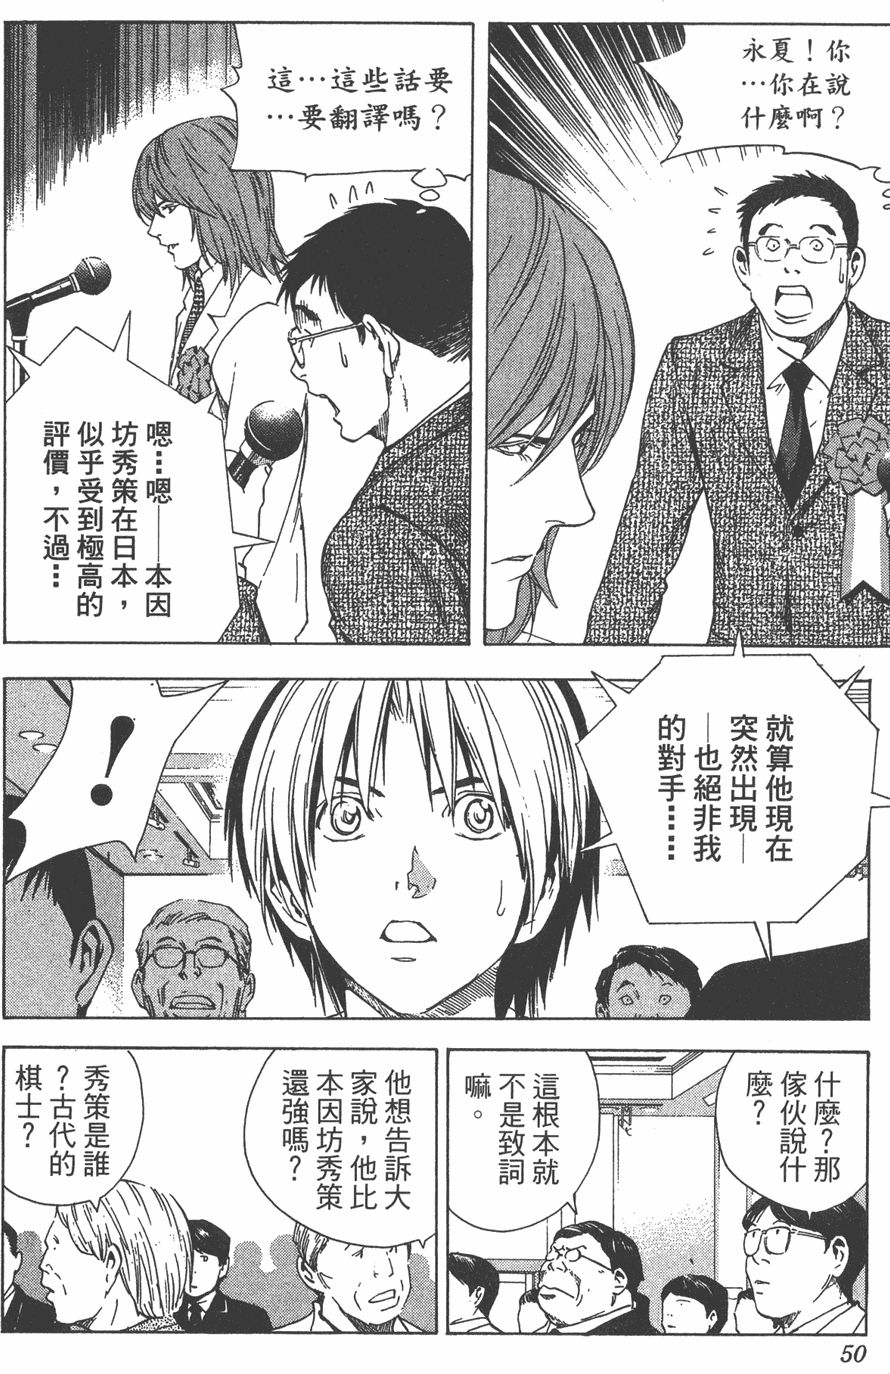 永夏！你
…你在說
什麼啊？
這…這些話要
…要翻譯嗎？
嗯…嗯──本因
坊秀策在日本，
似乎受到極高的
評價，不過…
就算他現在
突然出現─
─也絕非我
的對手……
！
什麼？那
傢伙說什
麼？
這根本就
不是致詞
嘛。
他想告訴大
家說，他比
本因坊秀策
還強嗎？
秀策是誰
？古代的
棋士？
50